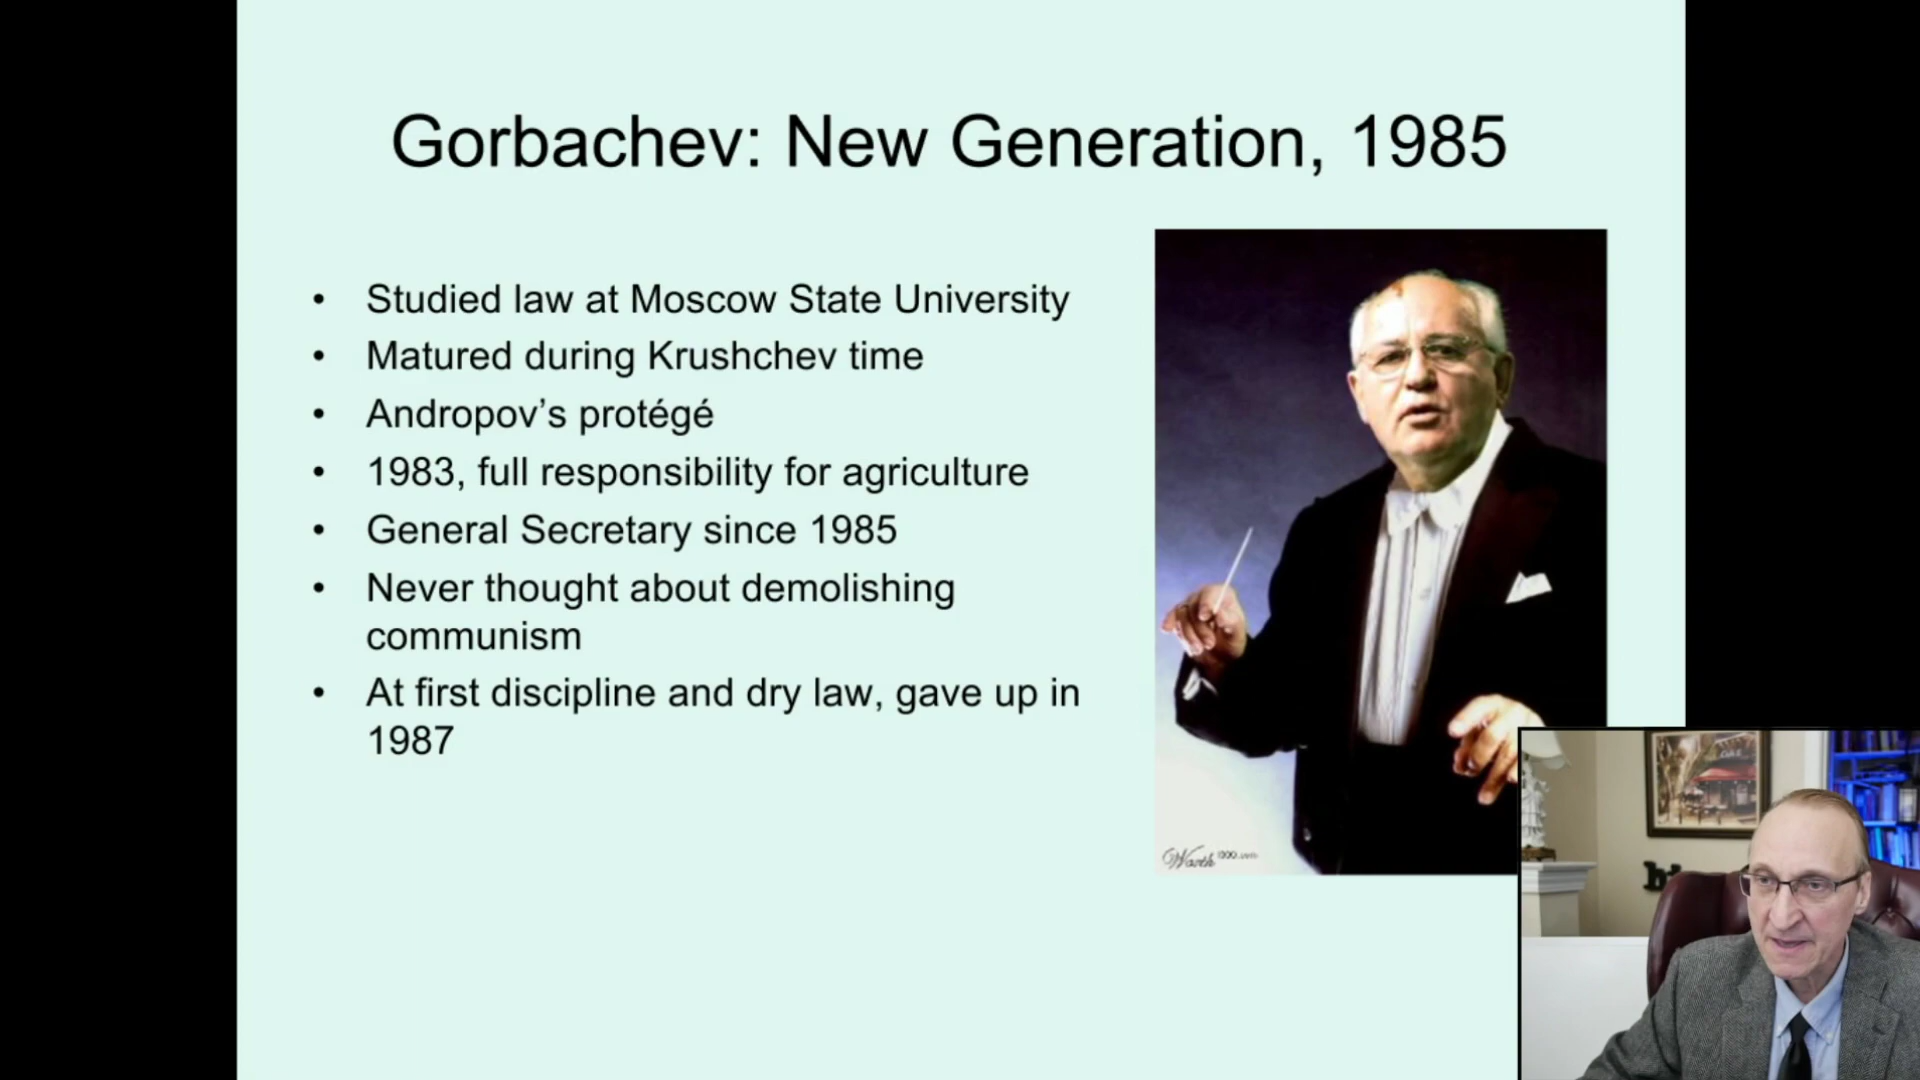 Gorbachev: New Generation, 1985
• Studied law at Moscow State University
• Matured during Krushchev time
• Andropov’s protégé
• 1983, full responsibility for agriculture
• General Secretary since 1985
• Never thought about demolishing
communism
• At first discipline and dry law, gave up in
1987
Worth1000.com